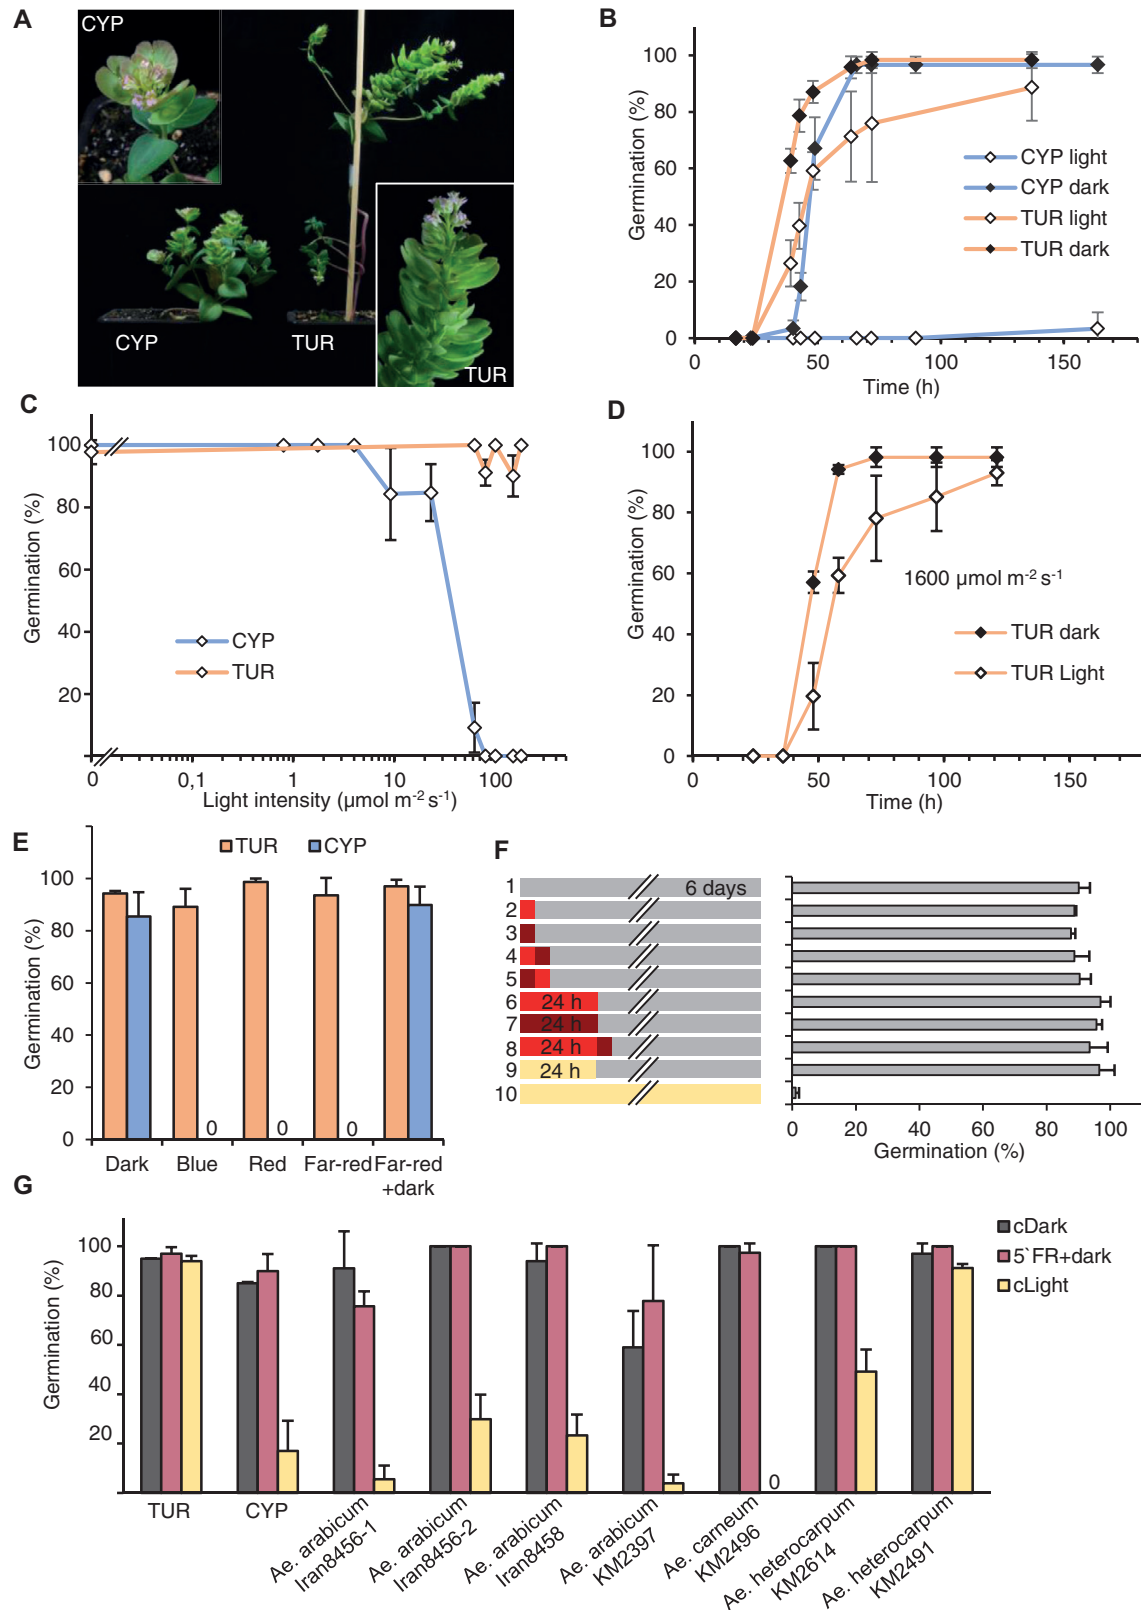 A
CYP
CYP
TUR
TUR
B
Germination (%)
100
80
60
40
20
0
0
50
100
150
Time (h)
CYP light
CYP dark
TUR light
TUR dark
C
Germination (%)
100
80
60
40
20
0
0,1
1
10
100
Light intensity (µmol m⁻² s⁻¹)
CYP
TUR
D
Germination (%)
100
80
60
40
20
0
0
50
100
150
Time (h)
1600 µmol m⁻² s⁻¹
TUR dark
TUR Light
E
TUR
CYP
Germination (%)
100
80
60
40
20
0
0
0
0
Dark
Blue
Red
Far-red
Far-red
+dark
F
1
6 days
2
3
4
5
6
24 h
7
24 h
8
24 h
9
24 h
10
0
20
40
60
80
100
Germination (%)
G
Germination (%)
100
80
60
40
20
0
cDark
5`FR+dark
cLight
TUR
CYP
Ae. arabicum
Iran8456-1
Ae. arabicum
Iran8456-2
Ae. arabicum
Iran8458
Ae. arabicum
KM2397
Ae. carneum
KM2496
Ae. heterocarpum
KM2614
Ae. heterocarpum
KM2491